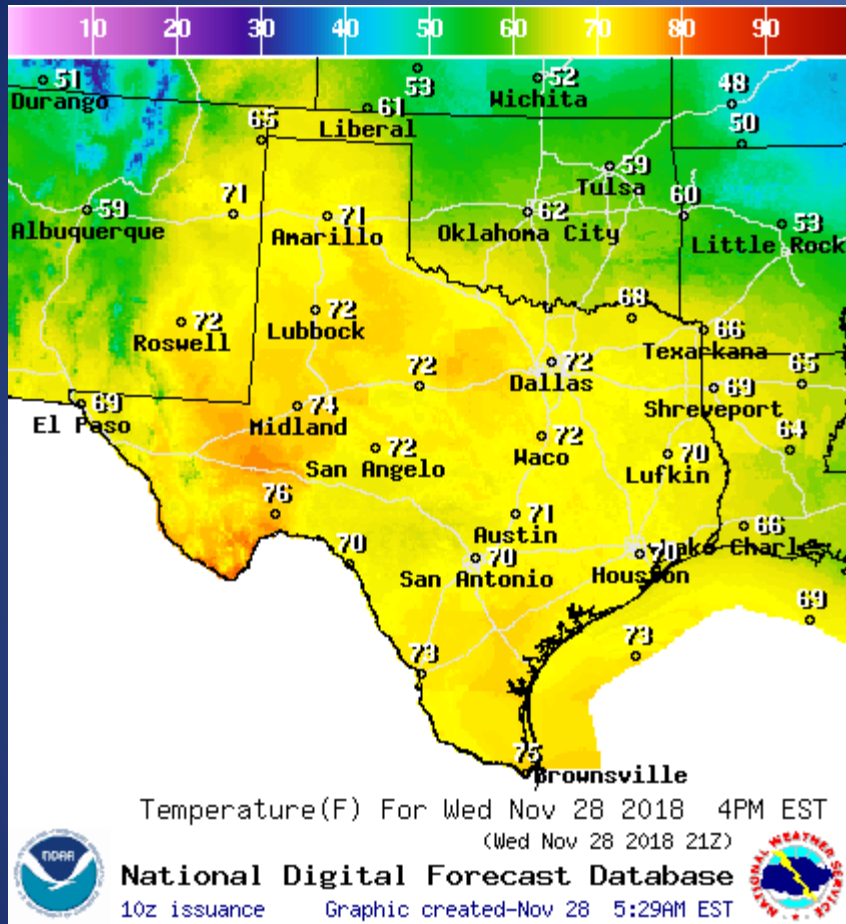 10 20 30 40 50 60 70 80 90
51 53 52 48
Durango Wichita
61
Liberal
65 50
59
Tulsa
71 71 62 60
59 53
Albuquerque Amarillo Oklahoma City Little Rock
72 72 68
Roswell Lubbock Texarkana 66
72 72 65
Dallas
69 74 69
El Paso Midland Shreveport
72 72 70 64
San Angelo Waco Lufkin
76 71 66
Austin Lake Charles
70 70 70
San Antonio Houston
69
73 73
75
Brownsville
Temperature(F) For Wed Nov 28 2018 4PM EST
(Wed Nov 28 2018 21Z)
National Digital Forecast Database
10z issuance Graphic created-Nov 28 5:29AM EST
NOAA
NATIONAL WEATHER SERVICE